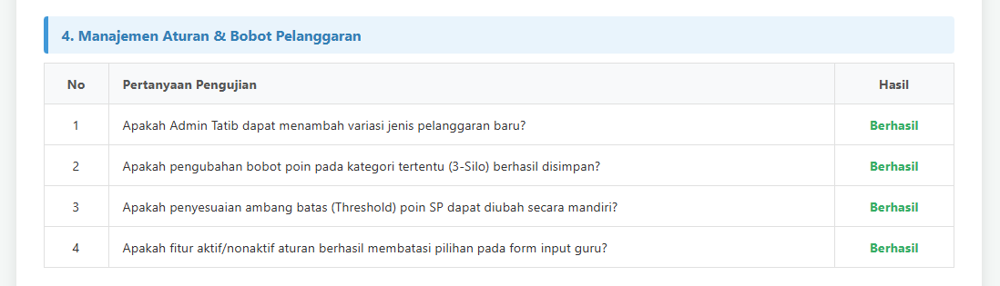 4. Manajemen Aturan & Bobot Pelanggaran
No Pertanyaan Pengujian Hasil
1 Apakah Admin Tatib dapat menambah variasi jenis pelanggaran baru? Berhasil
2 Apakah pengubahan bobot poin pada kategori tertentu (3-Silo) berhasil disimpan? Berhasil
3 Apakah penyesuaian ambang batas (Threshold) poin SP dapat diubah secara mandiri? Berhasil
4 Apakah fitur aktif/nonaktif aturan berhasil membatasi pilihan pada form input guru? Berhasil